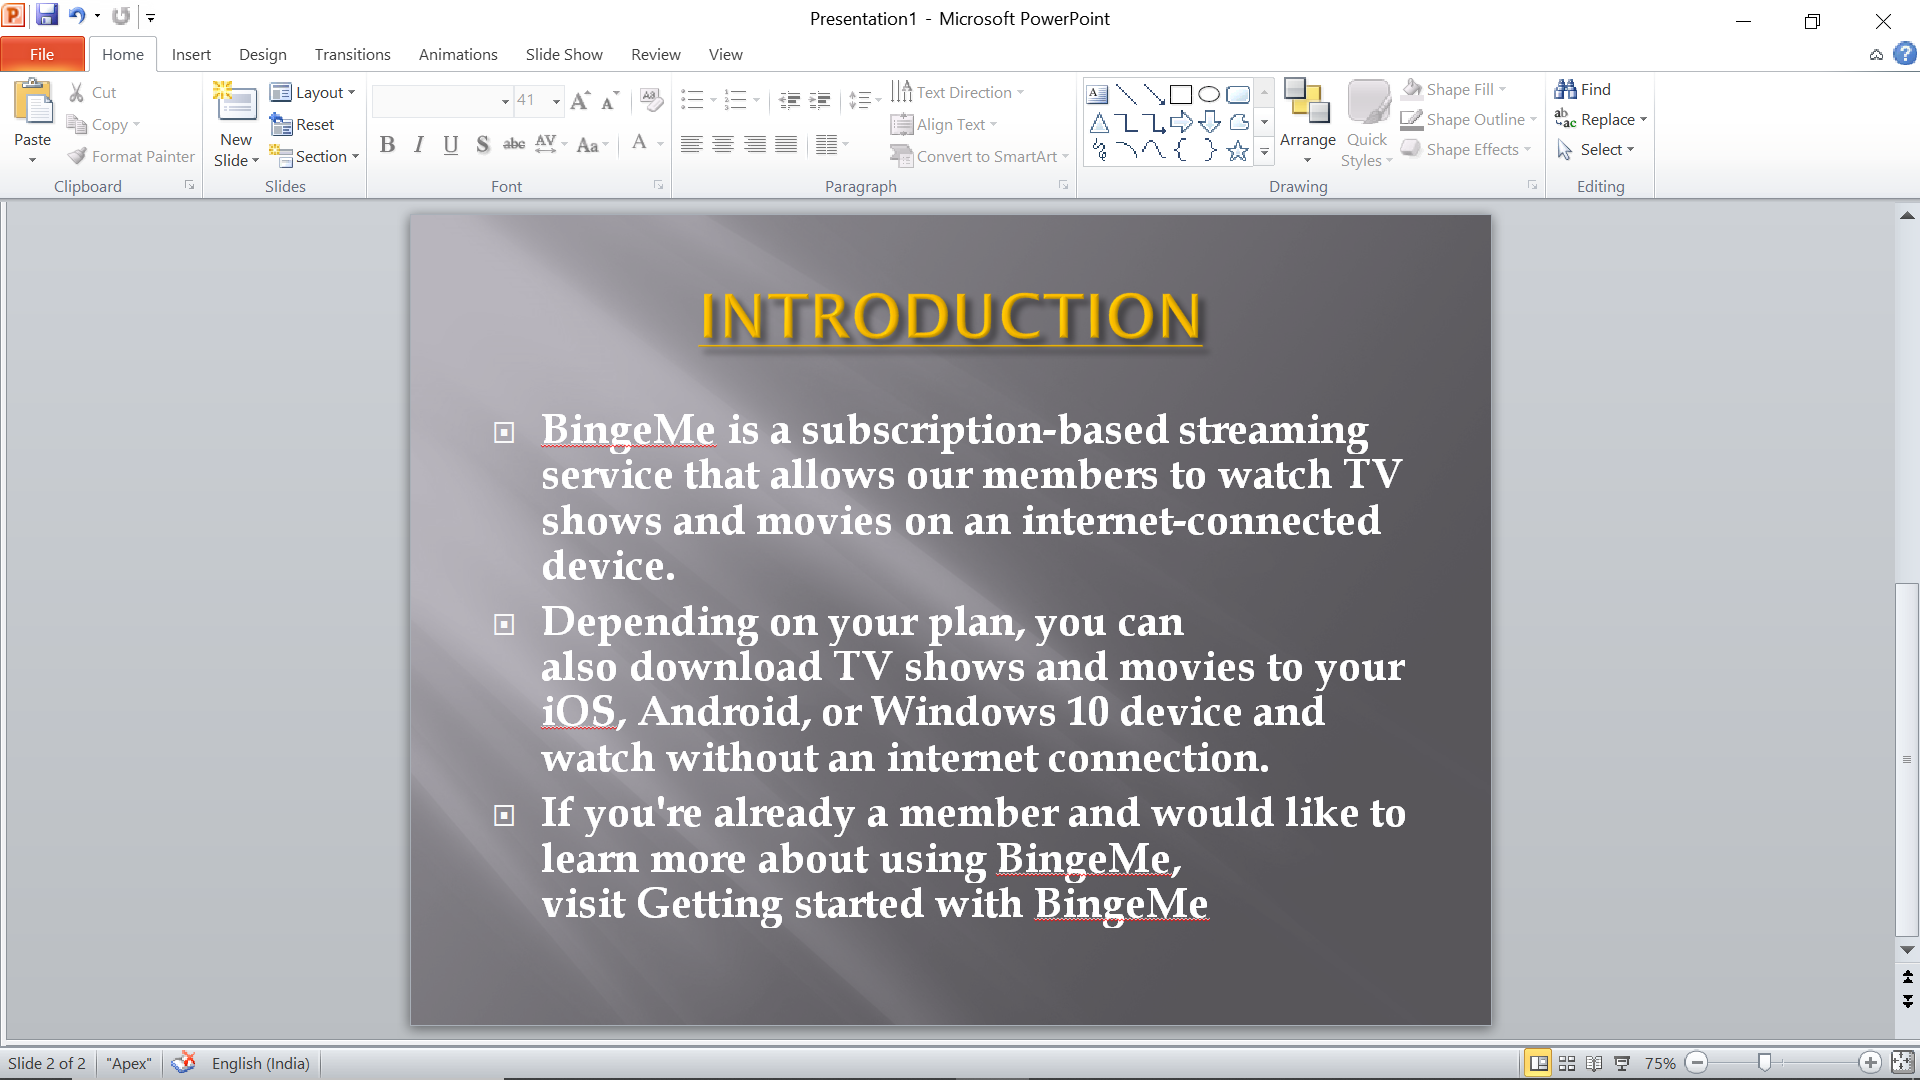 Presentation1 - Microsoft PowerPoint
File Home Insert Design Transitions Animations Slide Show Review View
Paste
Cut
Copy
Format Painter
Clipboard
New
Slide
Layout
Reset
Section
Slides
41
B I U S abc AV Aa A
Font
Text Direction
Align Text
Convert to SmartArt
Paragraph
Arrange
Quick
Styles
Shape Fill
Shape Outline
Shape Effects
Drawing
Find
Replace
Select
Editing
INTRODUCTION
BingeMe is a subscription-based streaming
service that allows our members to watch TV
shows and movies on an internet-connected
device.
Depending on your plan, you can
also download TV shows and movies to your
iOS, Android, or Windows 10 device and
watch without an internet connection.
If you're already a member and would like to
learn more about using BingeMe,
visit Getting started with BingeMe
Slide 2 of 2 "Apex" English (India) 75%